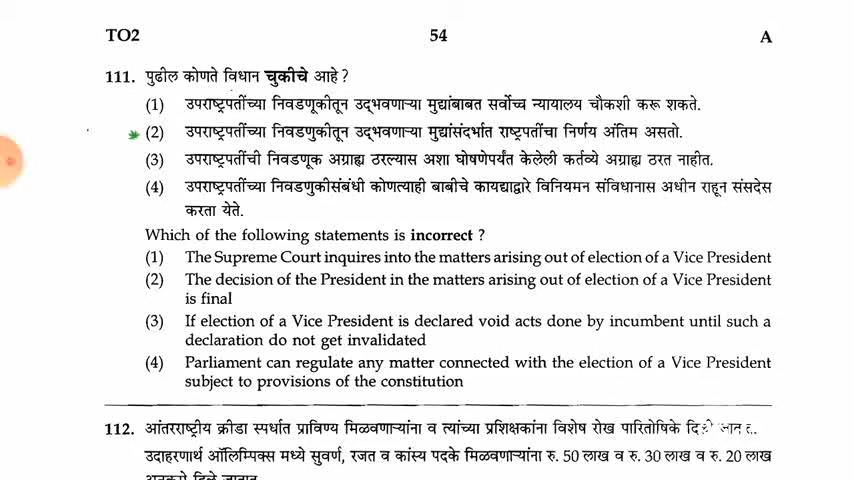 TO2 54 A
111. पुढील कोणते विधान चुकीचे आहे ?
(1) उपराष्ट्रपतींच्या निवडणूकीतून उद्‌भवणाऱ्या मुद्यांबाबत सर्वोच्च न्यायालय चौकशी करू शकते.
(2) उपराष्ट्रपतींच्या निवडणुकीतून उद्‌भवणाऱ्या मुद्यांसंदर्भात राष्ट्रपतींचा निर्णय अंतिम असतो.
(3) उपराष्ट्रपतींची निवडणूक अग्राह्य ठरल्यास अशा घोषणेपर्यंत केलेली कर्तव्ये अग्राह्य ठरत नाहीत.
(4) उपराष्ट्रपतींच्या निवडणुकीसंबंधी कोणत्याही बाबीचे कायद्याद्वारे विनियमन संविधानास अधीन राहून संसदेस
करता येते.
Which of the following statements is incorrect ?
(1) The Supreme Court inquires into the matters arising out of election of a Vice President
(2) The decision of the President in the matters arising out of election of a Vice President
is final
(3) If election of a Vice President is declared void acts done by incumbent until such a
declaration do not get invalidated
(4) Parliament can regulate any matter connected with the election of a Vice President
subject to provisions of the constitution
112. आंतरराष्ट्रीय क्रीडा स्पर्धात प्राविण्य मिळवणाऱ्यांना व त्यांच्या प्रशिक्षकांना विशेष रोख पारितोषिके
उदाहरणार्थ ऑलिम्पिक्स मध्ये सुवर्ण, रजत व कांस्य पदके मिळवणाऱ्यांना रु. 50 लाख व रु. 30 लाख व रु. 20 लाख